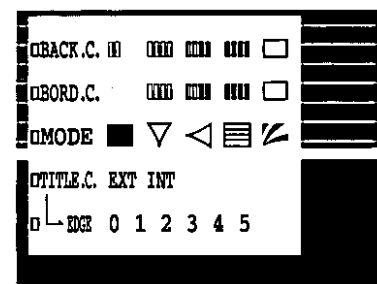 BACK.C.
BORD.C.
MODE
TITLE.C. EXT INT
EDGE 0 1 2 3 4 5